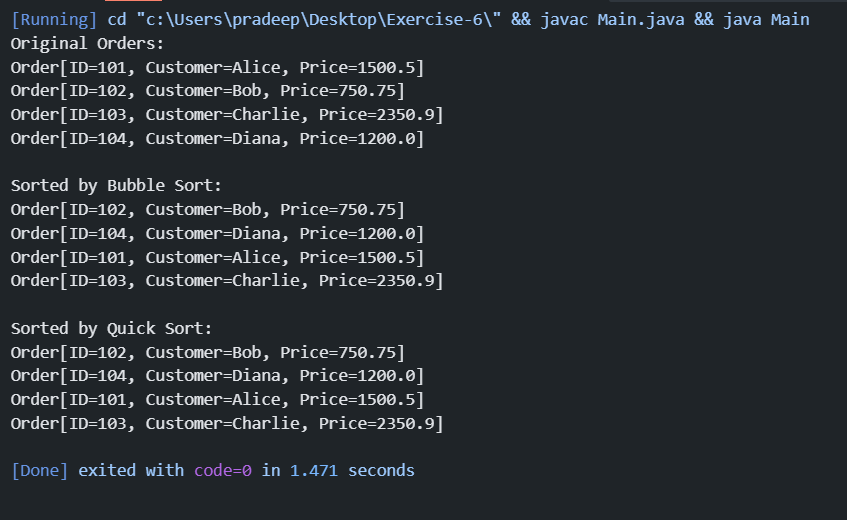 [Running] cd "c:\Users\pradeep\Desktop\Exercise-6\" && javac Main.java && java Main
Original Orders:
Order[ID=101, Customer=Alice, Price=1500.5]
Order[ID=102, Customer=Bob, Price=750.75]
Order[ID=103, Customer=Charlie, Price=2350.9]
Order[ID=104, Customer=Diana, Price=1200.0]

Sorted by Bubble Sort:
Order[ID=102, Customer=Bob, Price=750.75]
Order[ID=104, Customer=Diana, Price=1200.0]
Order[ID=101, Customer=Alice, Price=1500.5]
Order[ID=103, Customer=Charlie, Price=2350.9]

Sorted by Quick Sort:
Order[ID=102, Customer=Bob, Price=750.75]
Order[ID=104, Customer=Diana, Price=1200.0]
Order[ID=101, Customer=Alice, Price=1500.5]
Order[ID=103, Customer=Charlie, Price=2350.9]

[Done] exited with code=0 in 1.471 seconds